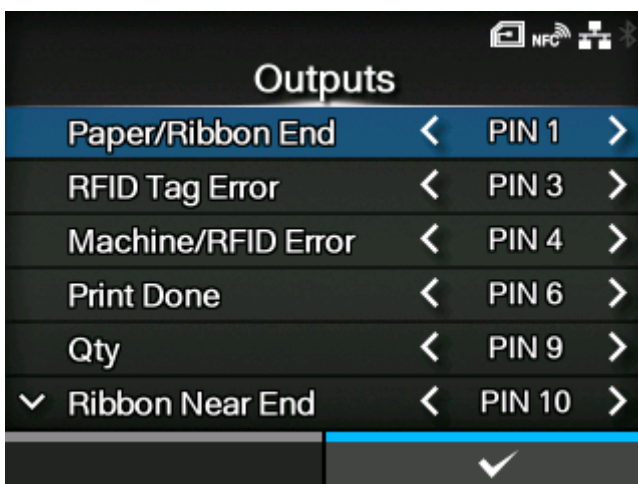 NFC
Outputs
Paper/Ribbon End PIN 1
RFID Tag Error PIN 3
Machine/RFID Error PIN 4
Print Done PIN 6
Qty PIN 9
Ribbon Near End PIN 10